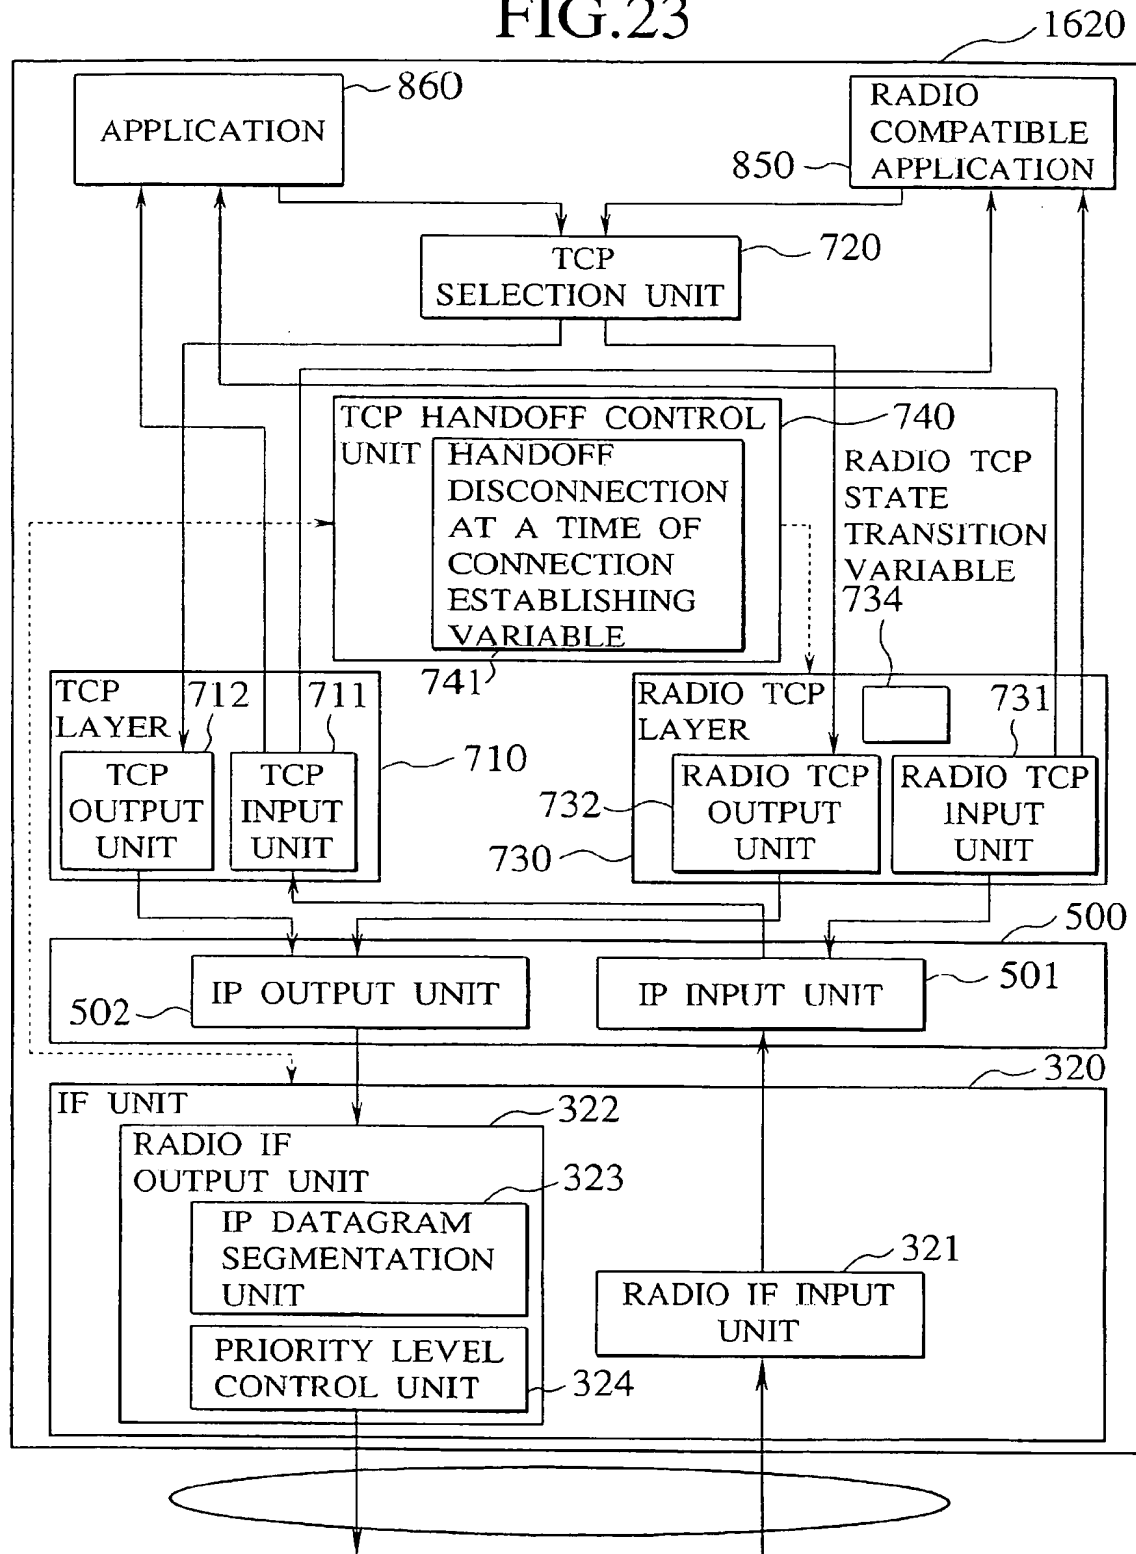 FIG.23
1620
APPLICATION
860
RADIO
COMPATIBLE
APPLICATION
850
TCP
SELECTION UNIT
720
TCP HANDOFF CONTROL
UNIT
740
HANDOFF
DISCONNECTION
AT A TIME OF
CONNECTION
ESTABLISHING
VARIABLE
741
RADIO TCP
STATE
TRANSITION
VARIABLE
734
TCP
LAYER
712
711
710
TCP
OUTPUT
UNIT
TCP
INPUT
UNIT
RADIO TCP
LAYER
731
732
730
RADIO TCP
OUTPUT
UNIT
RADIO TCP
INPUT
UNIT
500
IP OUTPUT UNIT
502
IP INPUT UNIT
501
320
IF UNIT
322
RADIO IF
OUTPUT UNIT
323
IP DATAGRAM
SEGMENTATION
UNIT
PRIORITY LEVEL
CONTROL UNIT
324
321
RADIO IF INPUT
UNIT